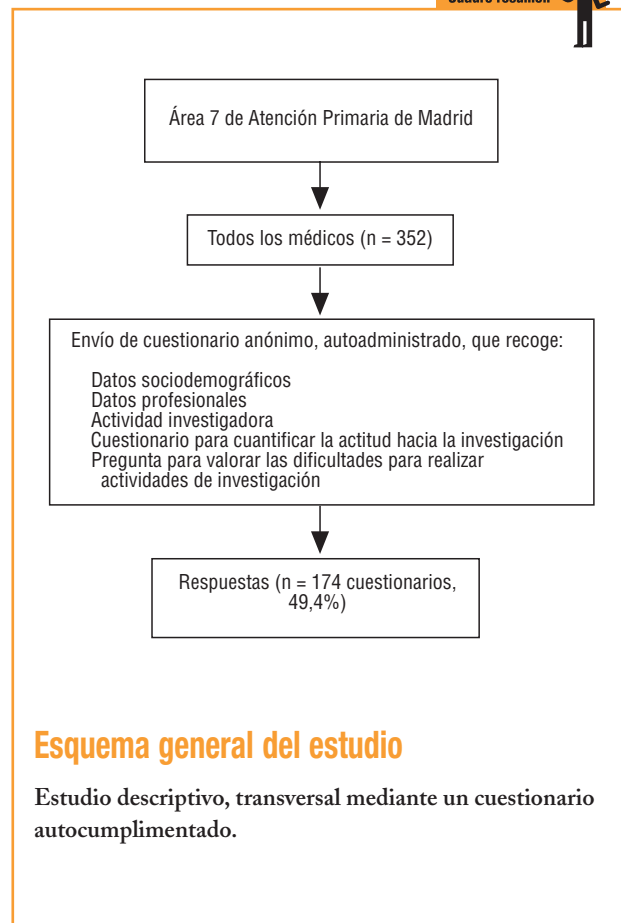 Cuadro resumen
Área 7 de Atención Primaria de Madrid
Todos los médicos (n = 352)
Envío de cuestionario anónimo, autoadministrado, que recoge:
Datos sociodemográficos
Datos profesionales
Actividad investigadora
Cuestionario para cuantificar la actitud hacia la investigación
Pregunta para valorar las dificultades para realizar
actividades de investigación
Respuestas (n = 174 cuestionarios,
49,4%)
Esquema general del estudio
Estudio descriptivo, transversal mediante un cuestionario
autocumplimentado.